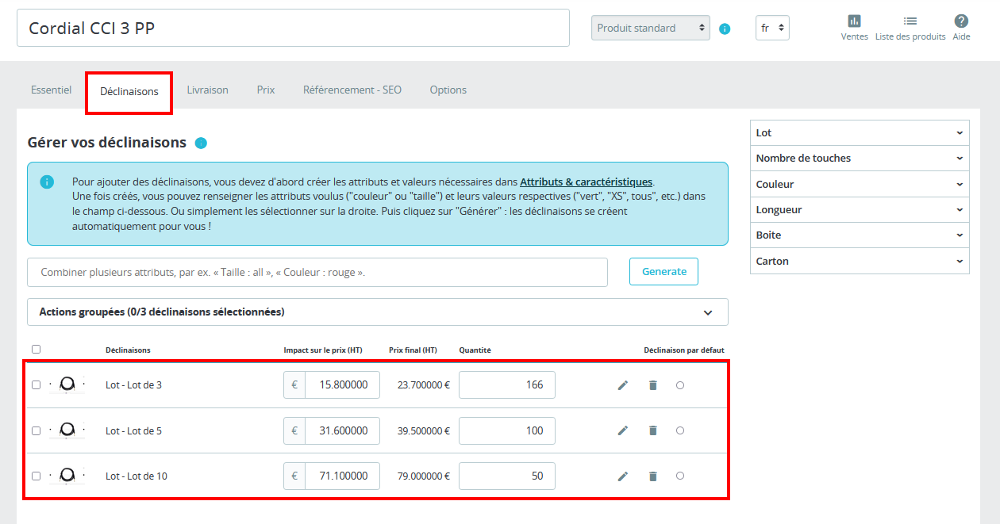 Cordial CCI 3 PP
Produit standard
fr
Ventes
Liste des produits
Aide
Essentiel
Déclinaisons
Livraison
Prix
Référencement - SEO
Options
Gérer vos déclinaisons
Pour ajouter des déclinaisons, vous devez d'abord créer les attributs et valeurs nécessaires dans Attributs & caractéristiques.
Une fois créés, vous pouvez renseigner les attributs voulus ("couleur" ou "taille") et leurs valeurs respectives ("vert", "XS", tous", etc.) dans
le champ ci-dessous. Ou simplement les sélectionner sur la droite. Puis cliquez sur "Générer" : les déclinaisons se créent
automatiquement pour vous !
Combiner plusieurs attributs, par ex. « Taille : all », « Couleur : rouge ».
Generate
Actions groupées (0/3 déclinaisons sélectionnées)
Déclinaisons
Impact sur le prix (HT)
Prix final (HT)
Quantité
Déclinaison par défaut
Lot - Lot de 3
€ 15.800000
23.700000 €
166
Lot - Lot de 5
€ 31.600000
39.500000 €
100
Lot - Lot de 10
€ 71.100000
79.000000 €
50
Lot
Nombre de touches
Couleur
Longueur
Boite
Carton